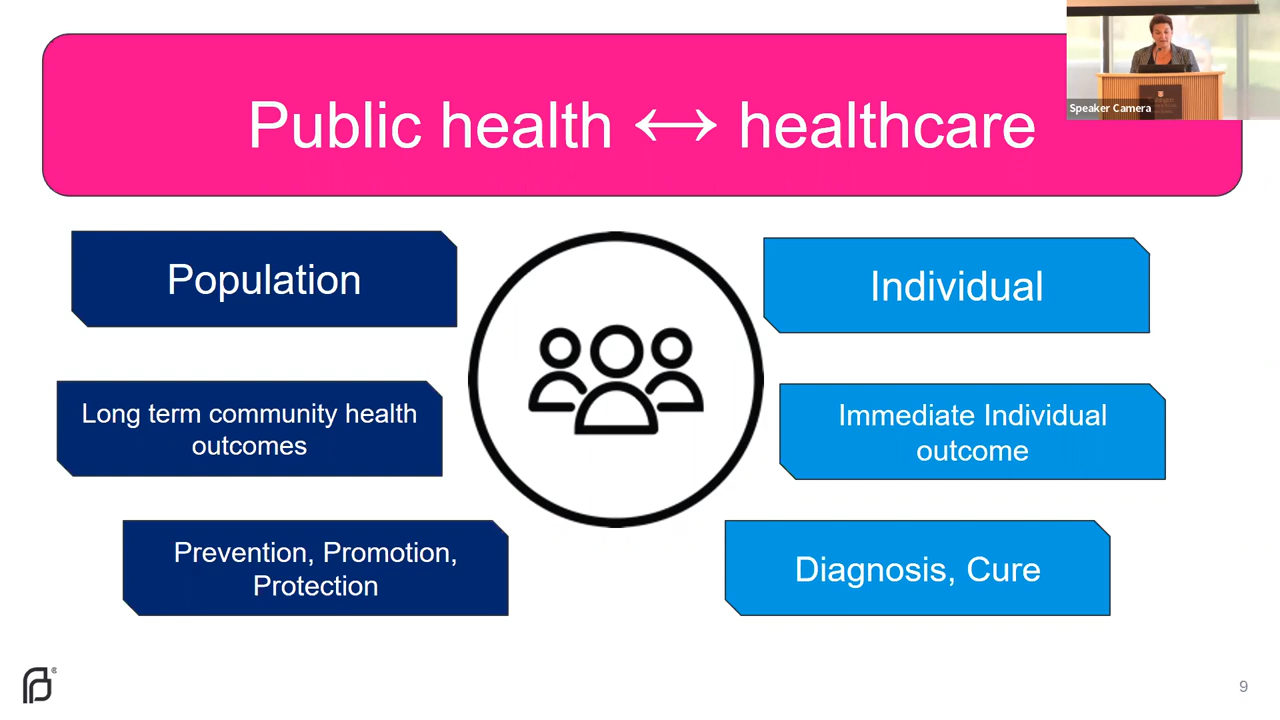 Public health ↔ healthcare
Speaker Camera
Population
Individual
Long term community health
outcomes
Immediate Individual
outcome
Prevention, Promotion,
Protection
Diagnosis, Cure
9